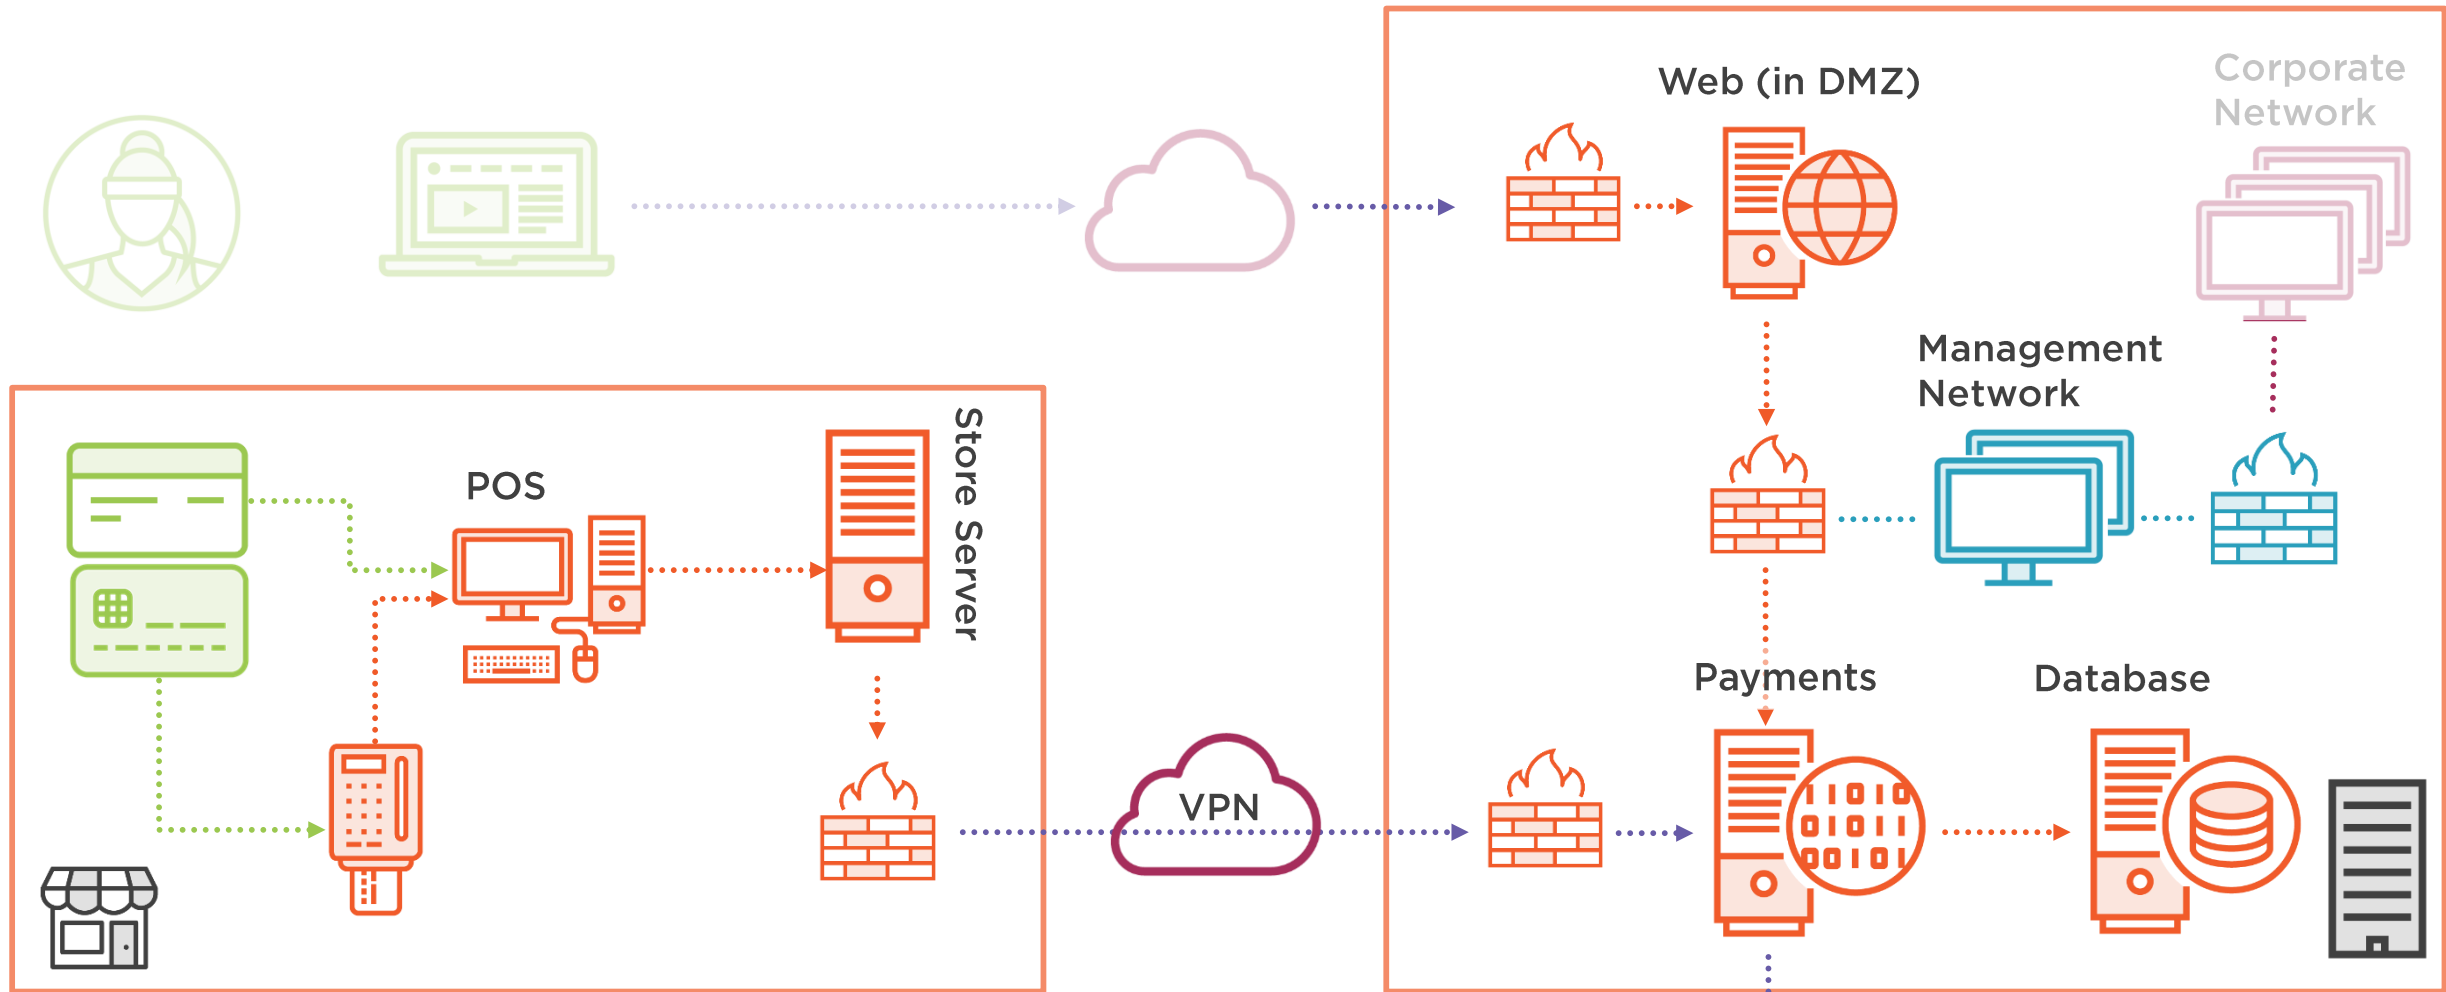 Web (in DMZ)
Corporate
Network
Management
Network
Store Server
POS
Payments
Database
VPN